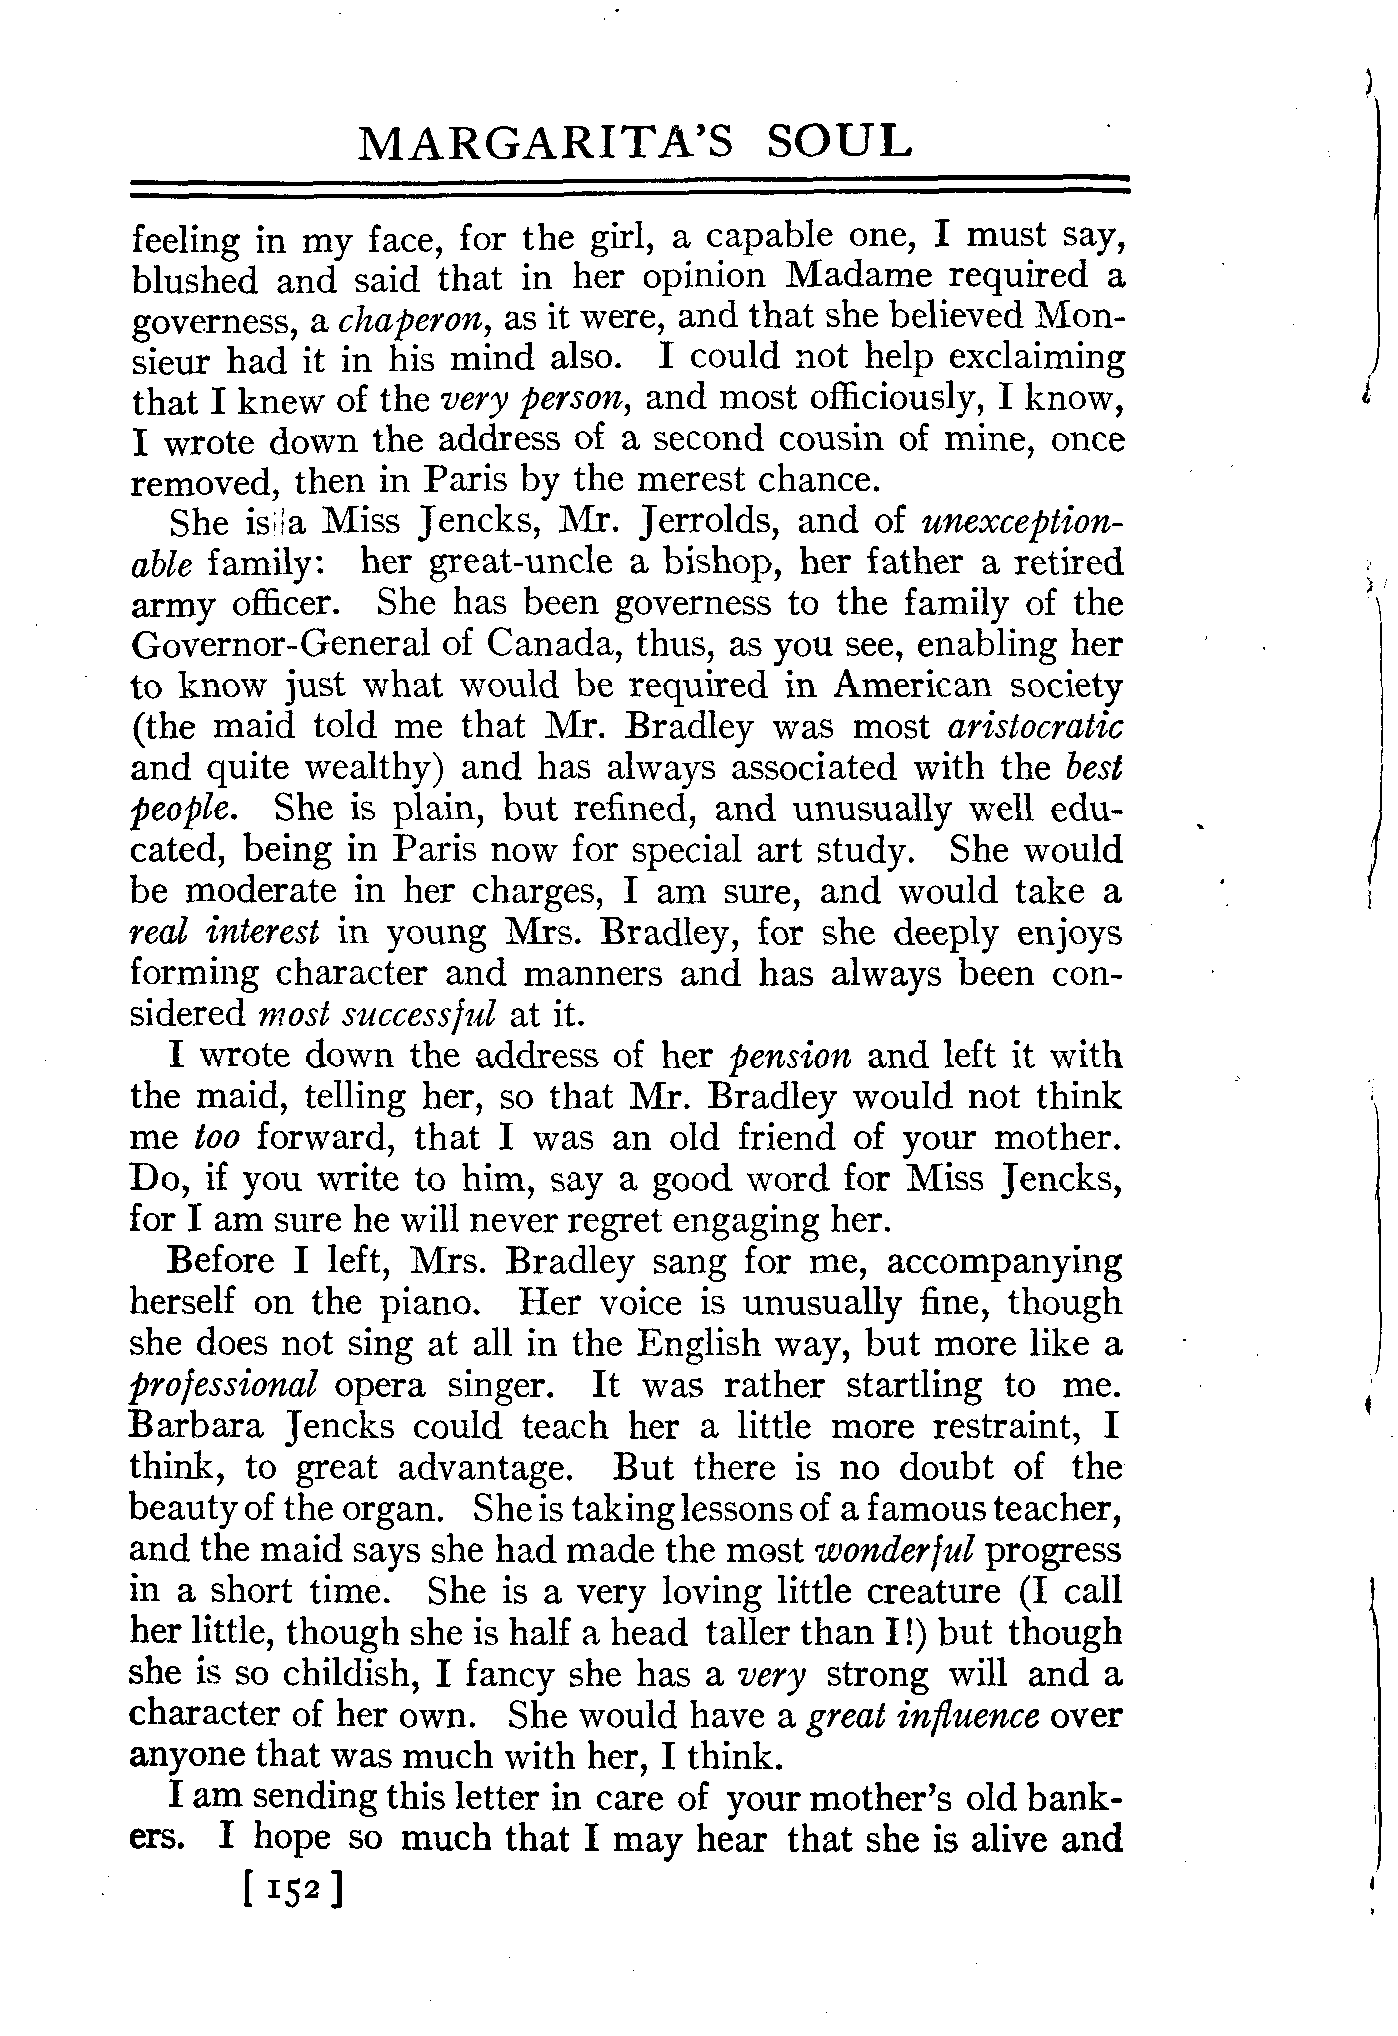 MARGARITA'S SOUL
feeling in my face, for the girl, a capable one, I must say,
blushed and said that in her opinion Madame required a
governess, a chaperon, as it were, and that she believed Mon-
sieur had it in his mind also. I could not help exclaiming
that I knew of the very person, and most officiously, I know,
I wrote down the address of a second cousin of mine, once
removed, then in Paris by the merest chance.
She is a Miss Jencks, Mr. Jerrolds, and of unexception-
able family: her great-uncle a bishop, her father a retired
army officer. She has been governess to the family of the
Governor-General of Canada, thus, as you see, enabling her
to know just what would be required in American society
(the maid told me that Mr. Bradley was most aristocratic
and quite wealthy) and has always associated with the best
people. She is plain, but refined, and unusually well edu-
cated, being in Paris now for special art study. She would
be moderate in her charges, I am sure, and would take a
real interest in young Mrs. Bradley, for she deeply enjoys
forming character and manners and has always been con-
sidered most successful at it.
I wrote down the address of her pension and left it with
the maid, telling her, so that Mr. Bradley would not think
me too forward, that I was an old friend of your mother.
Do, if you write to him, say a good word for Miss Jencks,
for I am sure he will never regret engaging her.
Before I left, Mrs. Bradley sang for me, accompanying
herself on the piano. Her voice is unusually fine, though
she does not sing at all in the English way, but more like a
professional opera singer. It was rather startling to me.
Barbara Jencks could teach her a little more restraint, I
think, to great advantage. But there is no doubt of the
beauty of the organ. She is taking lessons of a famous teacher,
and the maid says she had made the most wonderful progress
in a short time. She is a very loving little creature (I call
her little, though she is half a head taller than I!) but though
she is so childish, I fancy she has a very strong will and a
character of her own. She would have a great influence over
anyone that was much with her, I think.
I am sending this letter in care of your mother's old bank-
ers. I hope so much that I may hear that she is alive and
[ 152 ]